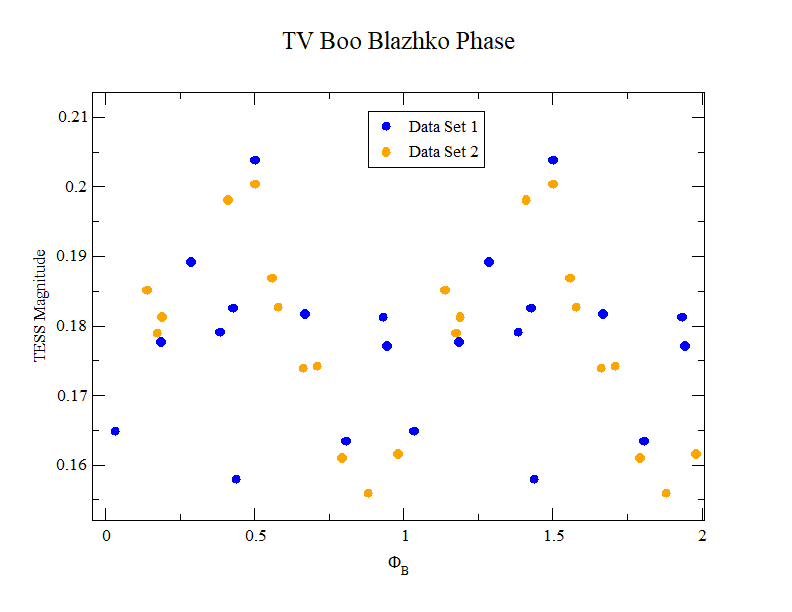 TV Boo Blazhko Phase
Data Set 1
Data Set 2
0.21
0.2
0.19
0.18
0.17
0.16
TESS Magnitude
0
0.5
1
1.5
2
Φ_B